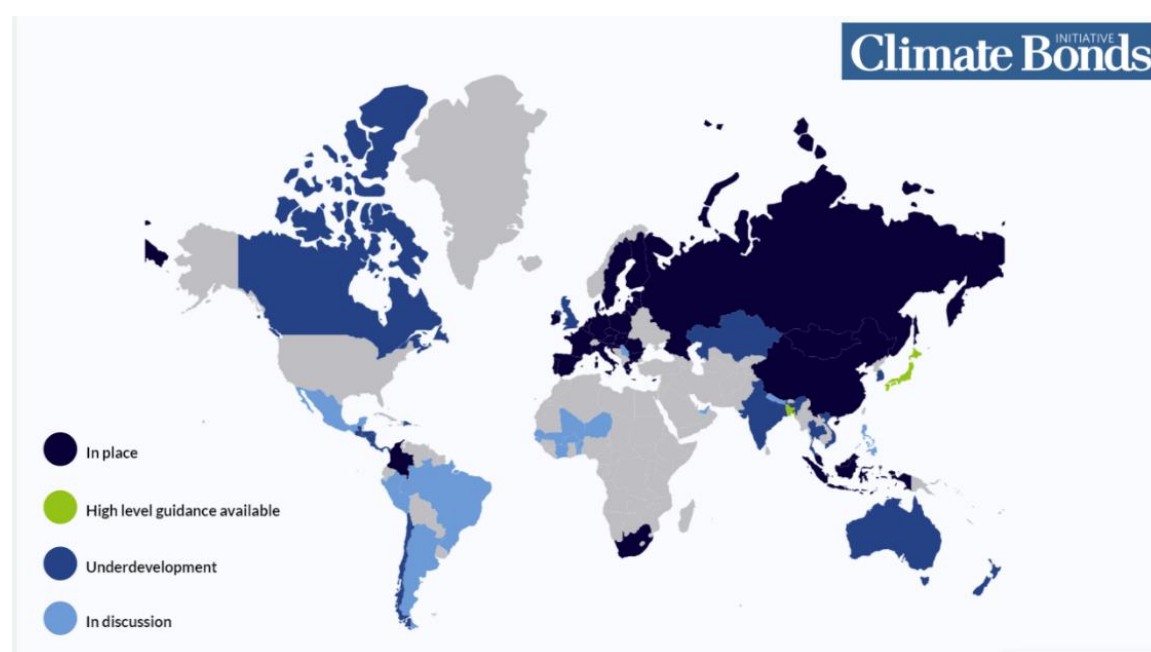 Climate Bonds
INITIATIVE
In place
High level guidance available
Underdevelopment
In discussion